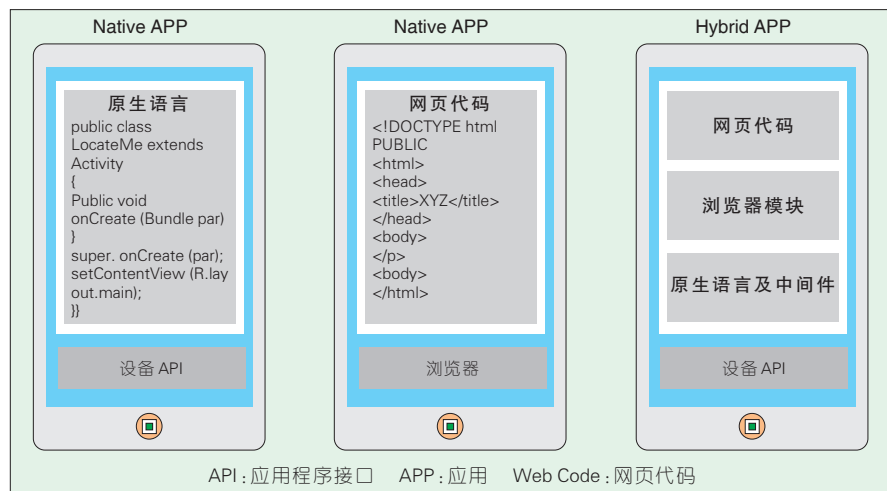 Native APP
Native APP
Hybrid APP
原生语言
public class
LocateMe extends
Activity
{
Public void
onCreate (Bundle par)
}
super. onCreate (par);
setContentView (R.lay
out.main);
}}
设备 API
网页代码
<!DOCTYPE html
PUBLIC
<html>
<head>
<title>XYZ</title>
</head>
<body>
</p>
<body>
</html>
浏览器
网页代码
浏览器模块
原生语言及中间件
设备 API
API:应用程序接口 APP:应用 Web Code:网页代码